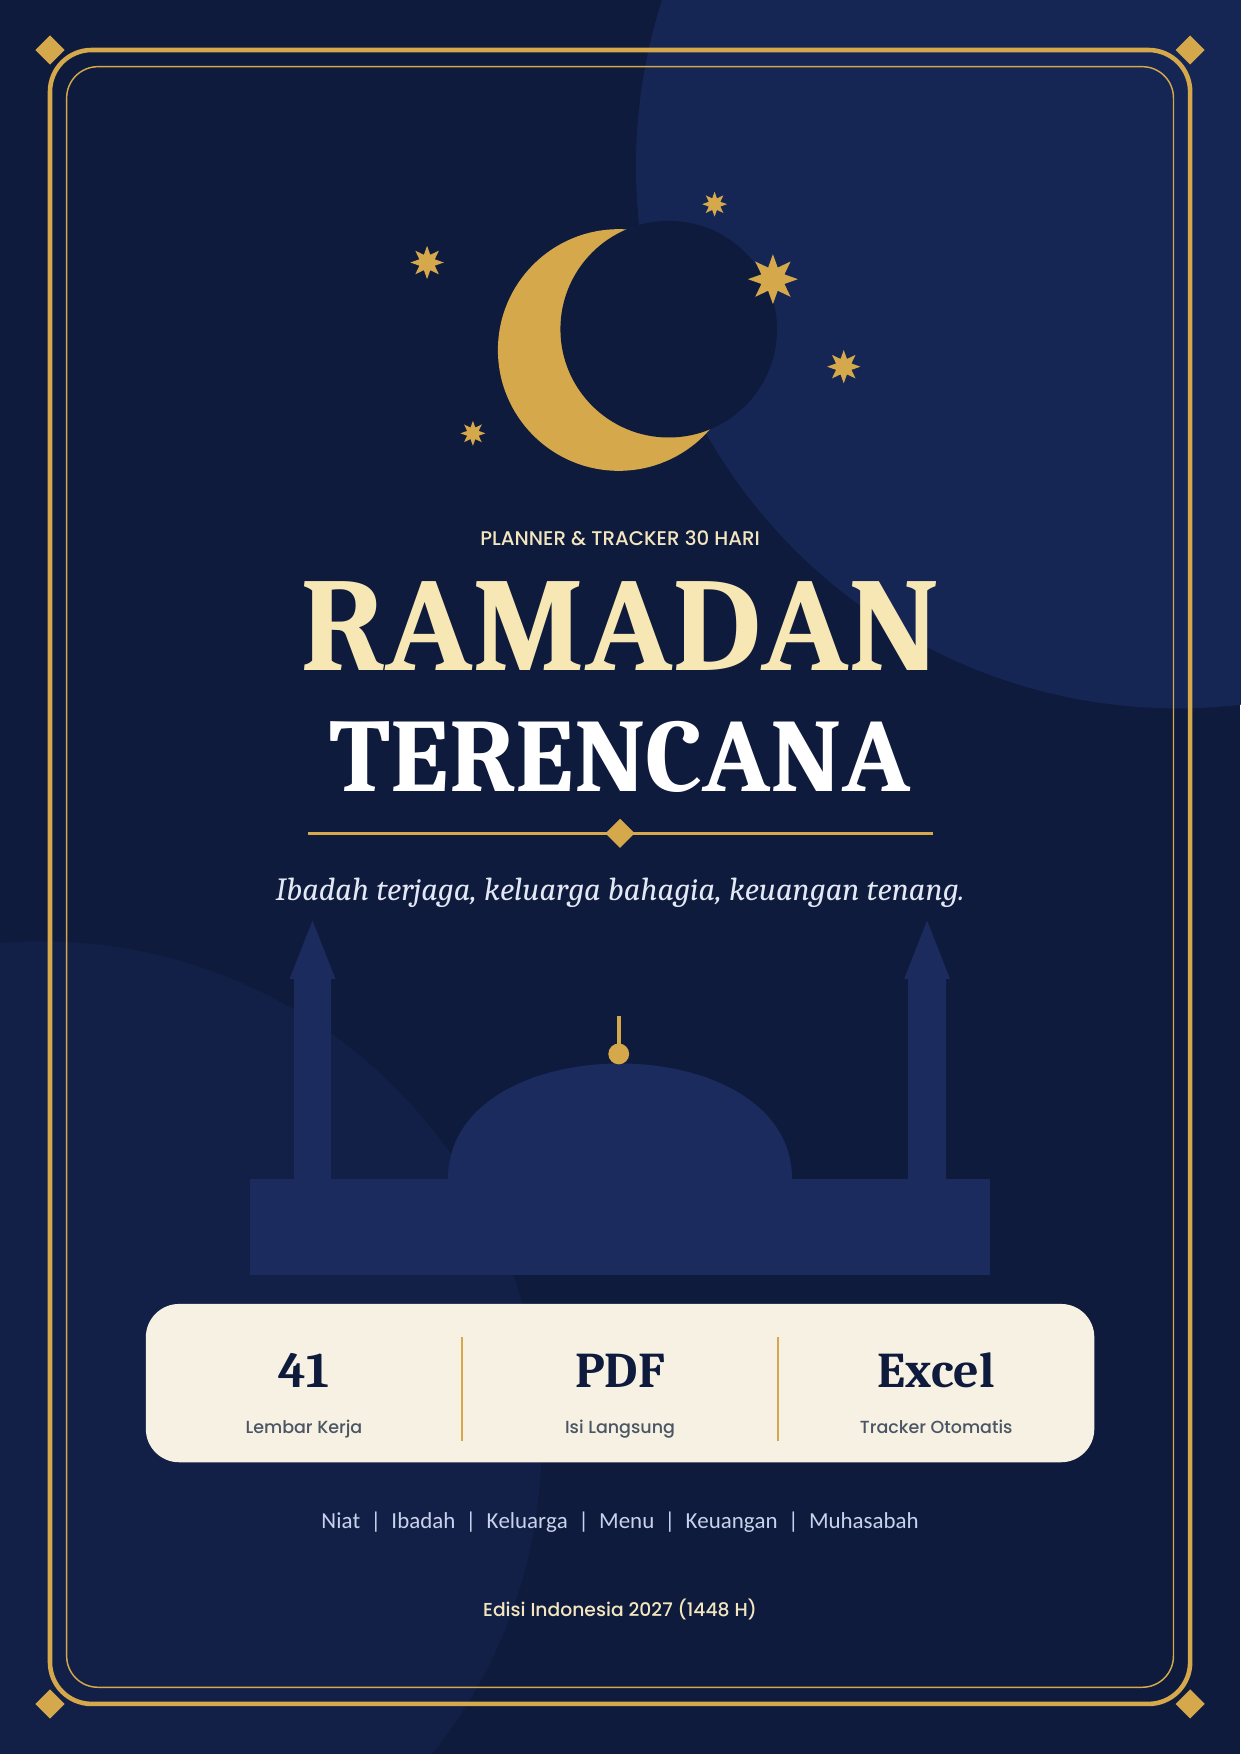 PLANNER & TRACKER 30 HARI
RAMADAN
TERENCANA
Ibadah terjaga, keluarga bahagia, keuangan tenang.
41
Lembar Kerja
PDF
Isi Langsung
Excel
Tracker Otomatis
Niat | Ibadah | Keluarga | Menu | Keuangan | Muhasabah
Edisi Indonesia 2027 (1448 H)